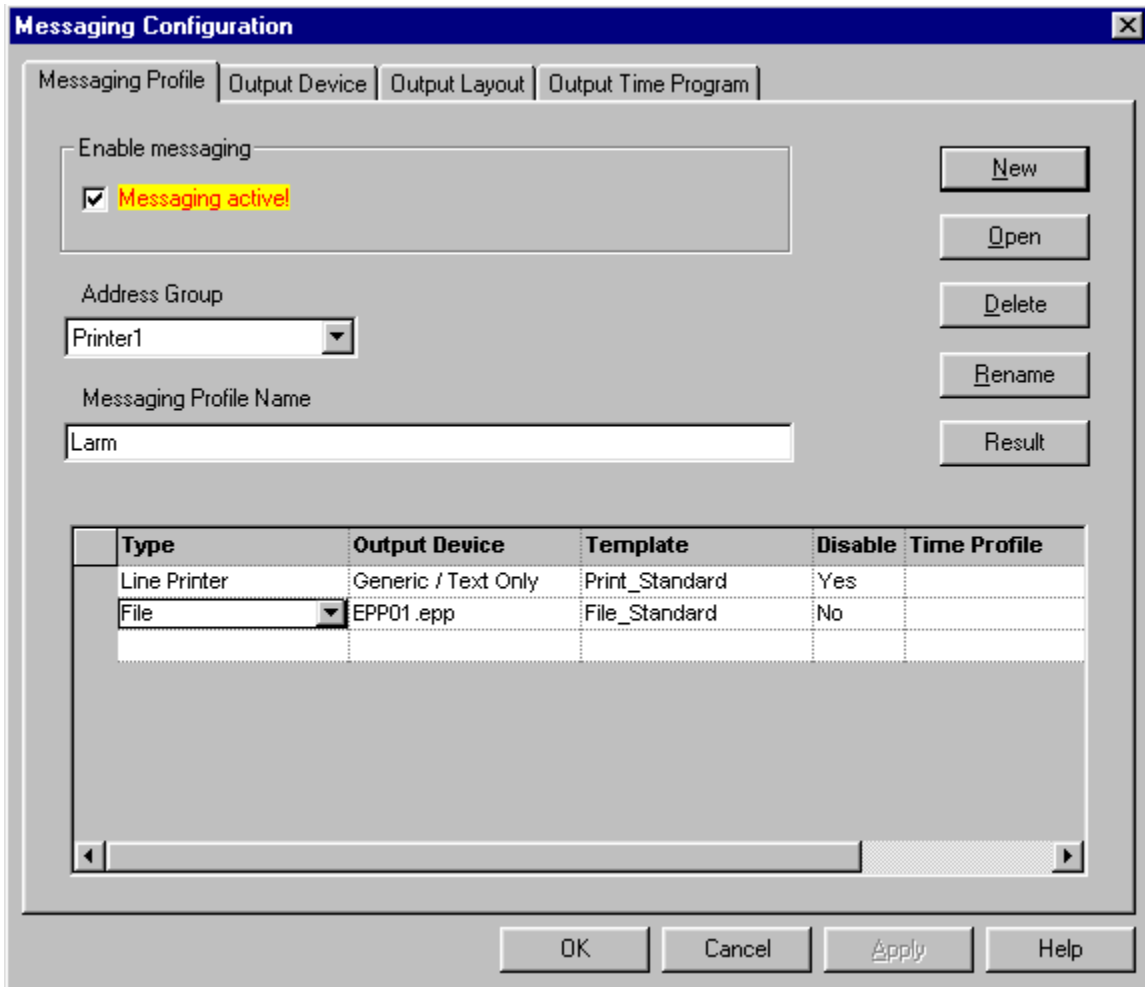 Messaging Configuration
Messaging Profile Output Device Output Layout Output Time Program
Enable messaging
Messaging active!
New
Open
Address Group
Delete
Printer1
Rename
Messaging Profile Name
Larm
Result
Type Output Device Template Disable Time Profile
Line Printer Generic / Text Only Print_Standard Yes
File EPP01.epp File_Standard No
OK Cancel Apply Help